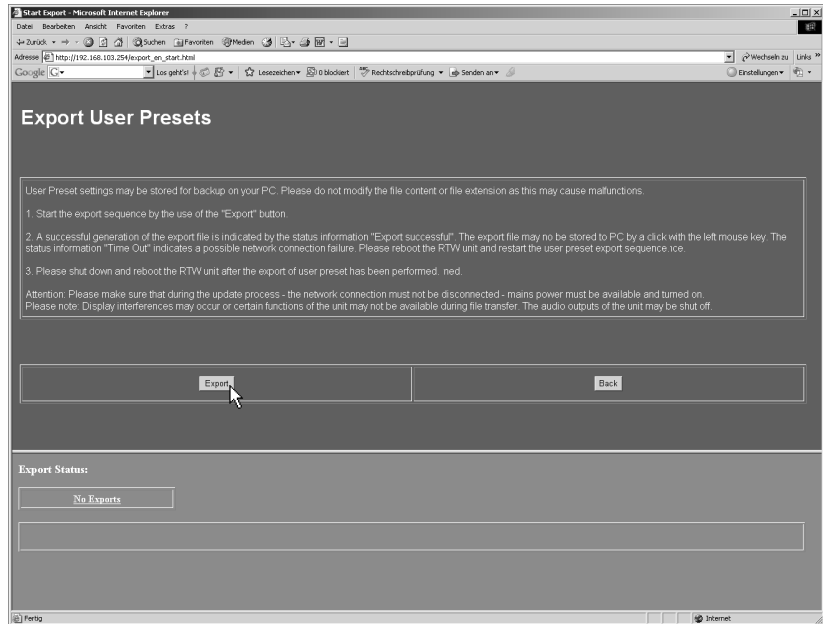 Start Export - Microsoft Internet Explorer
Datei Bearbeiten Ansicht Favoriten Extras ?
Zurück Suchen Favoriten Medien
Adresse http://192.168.103.254/export_en_start.html Wechseln zu Links »
Google G Los geht's! Lesezeichen 0 blockiert Rechtschreibprüfung Senden an Einstellungen
Export User Presets
User Preset settings may be stored for backup on your PC. Please do not modify the file content or file extension as this may cause malfunctions.
1. Start the export sequence by the use of the "Export" button.
2. A successful generation of the export file is indicated by the status information "Export successful". The export file may no be stored to PC by a click with the left mouse key. The
status information "Time Out" indicates a possible network connection failure. Please reboot the RTW unit and restart the user preset export sequence.ice.
3. Please shut down and reboot the RTW unit after the export of user preset has been performed. ned.
Attention: Please make sure that during the update process - the network connection must not be disconnected - mains power must be available and turned on.
Please note: Display interferences may occur or certain functions of the unit may not be available during file transfer. The audio outputs of the unit may be shut off.
Export Back
Export Status:
No Exports
Fertig Internet